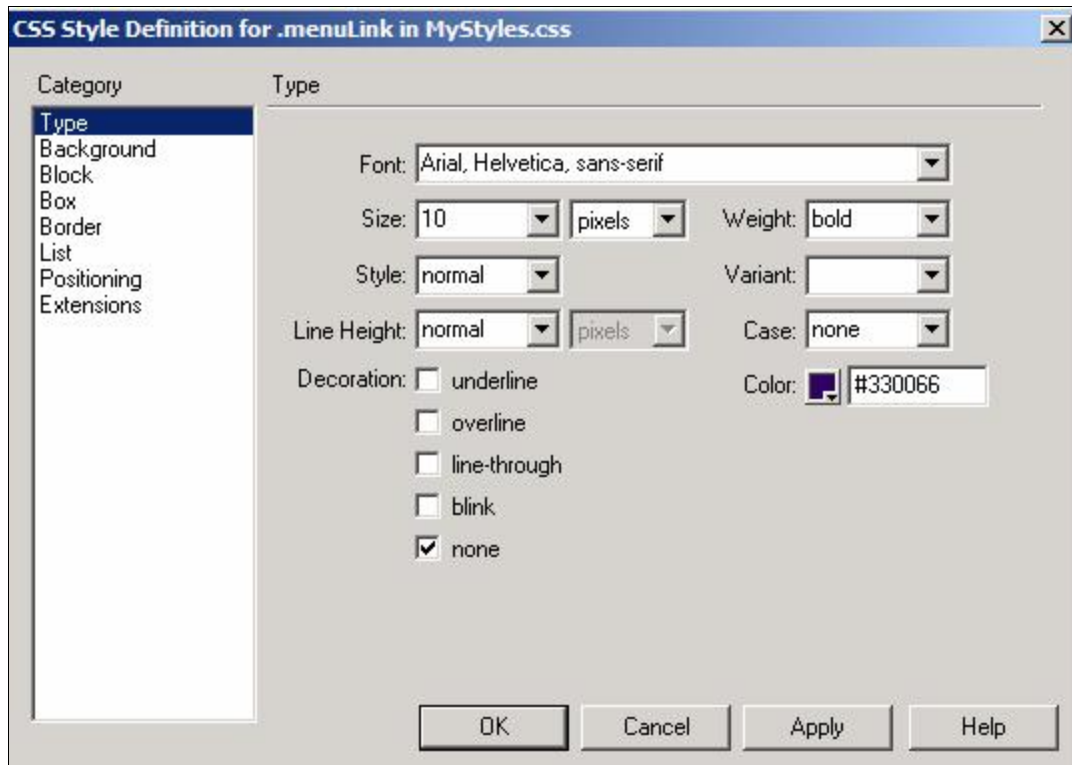 CSS Style Definition for .menuLink in MyStyles.css
Category
Type
Background
Block
Box
Border
List
Positioning
Extensions
Type
Font: Arial, Helvetica, sans-serif
Size: 10 pixels Weight: bold
Style: normal Variant:
Line Height: normal pixels Case: none
Decoration: underline Color: #330066
overline
line-through
blink
none
OK Cancel Apply Help